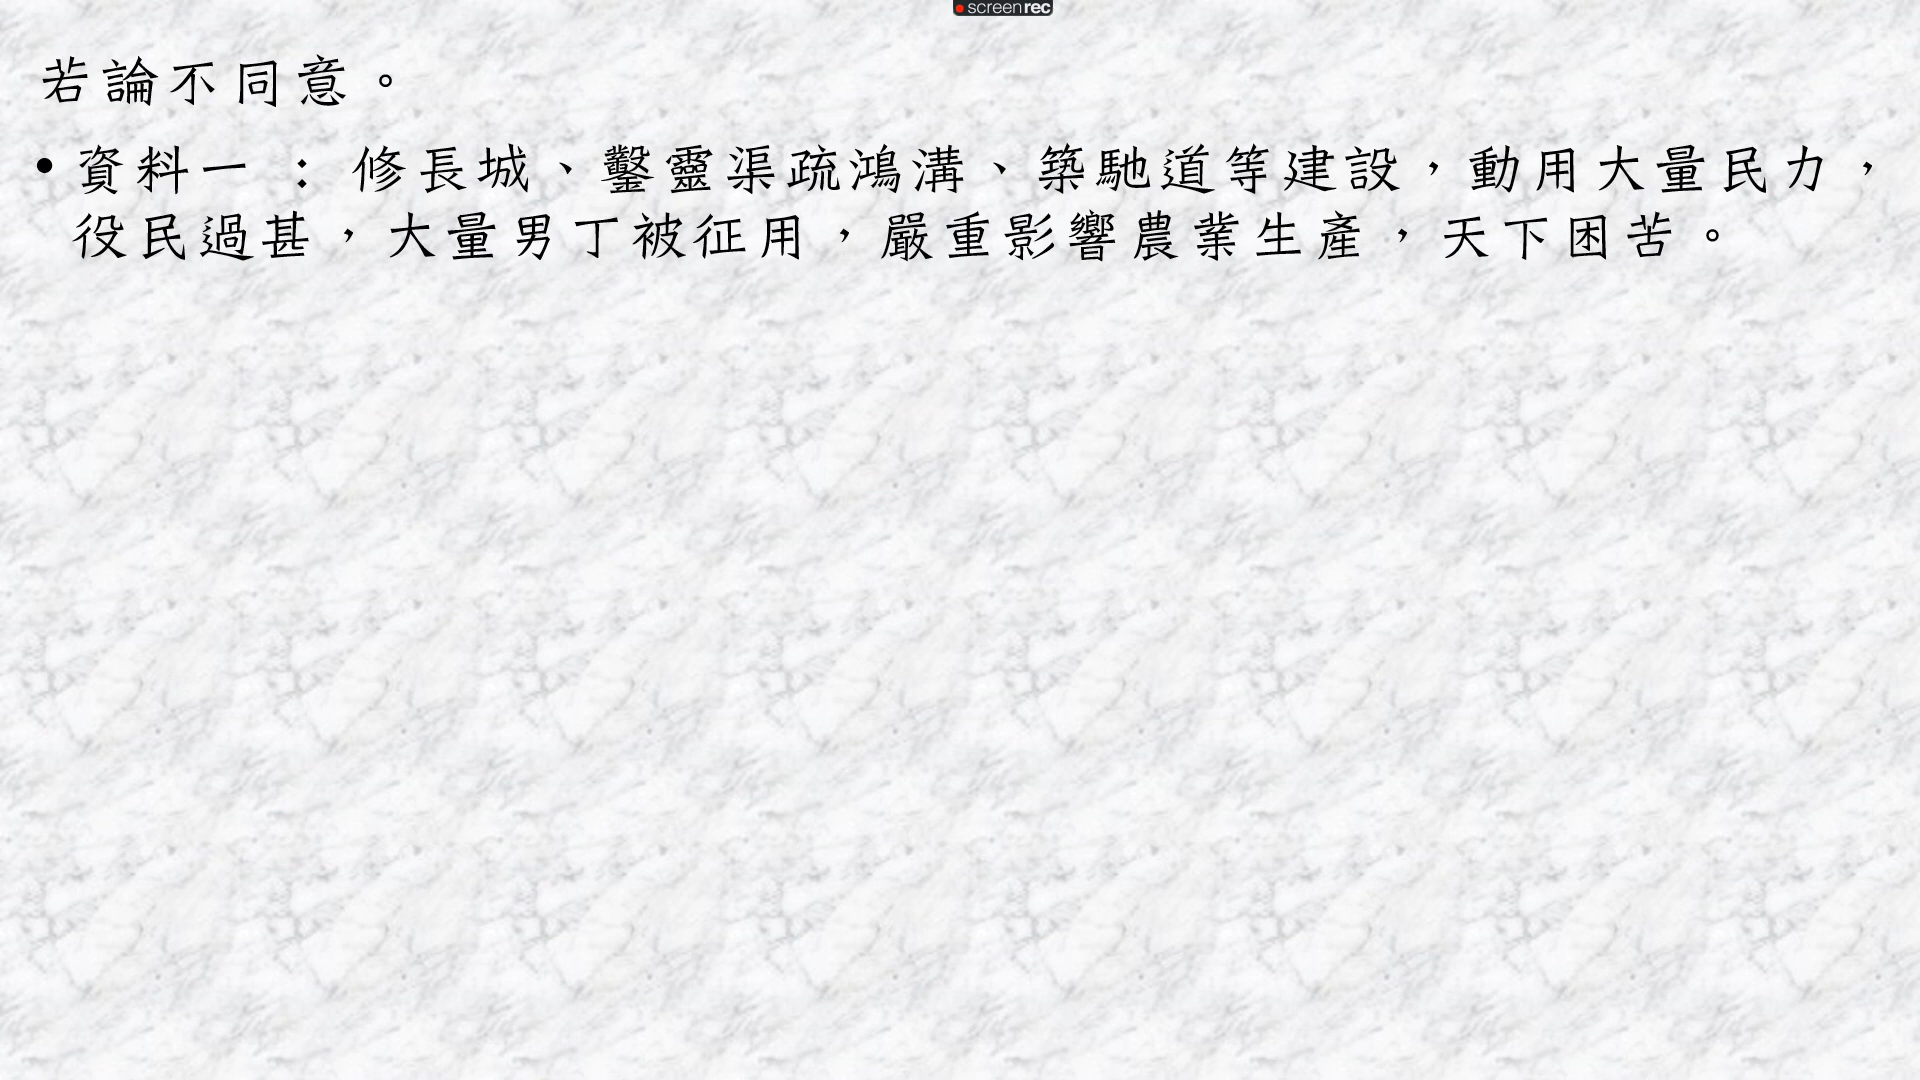 screenrec
若論不同意。
• 資料一 : 修長城、鑿靈渠疏鴻溝、築馳道等建設，動用大量民力，
役民過甚，大量男丁被征用，嚴重影響農業生產，天下困苦。